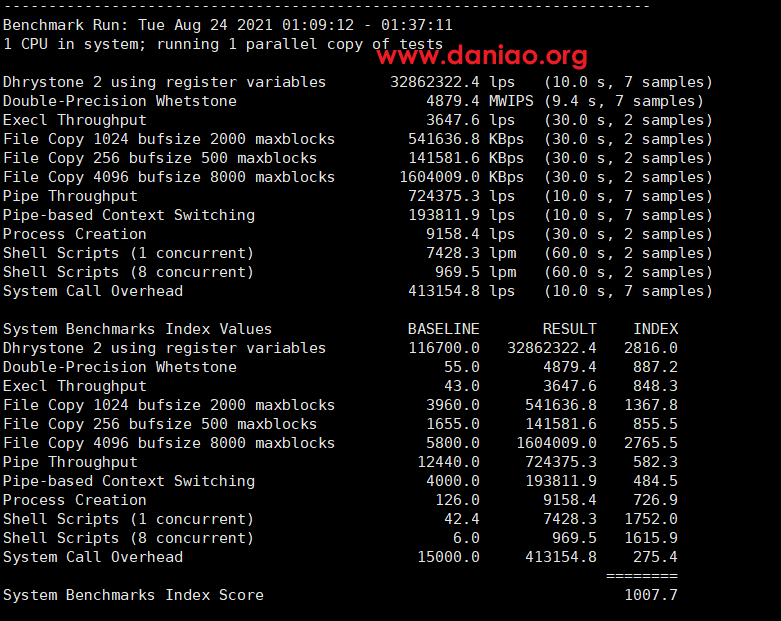 ------------------------------------------------------------------------
Benchmark Run: Tue Aug 24 2021 01:09:12 - 01:37:11
1 CPU in system; running 1 parallel copy of tests
www.daniao.org
Dhrystone 2 using register variables       32862322.4 lps   (10.0 s, 7 samples)
Double-Precision Whetstone                     4879.4 MWIPS (9.4 s, 7 samples)
Execl Throughput                               3647.6 lps   (30.0 s, 2 samples)
File Copy 1024 bufsize 2000 maxblocks        541636.8 KBps  (30.0 s, 2 samples)
File Copy 256 bufsize 500 maxblocks          141581.6 KBps  (30.0 s, 2 samples)
File Copy 4096 bufsize 8000 maxblocks       1604009.0 KBps  (30.0 s, 2 samples)
Pipe Throughput                              724375.3 lps   (10.0 s, 7 samples)
Pipe-based Context Switching                 193811.9 lps   (10.0 s, 7 samples)
Process Creation                               9158.4 lps   (30.0 s, 2 samples)
Shell Scripts (1 concurrent)                   7428.3 lpm   (60.0 s, 2 samples)
Shell Scripts (8 concurrent)                    969.5 lpm   (60.0 s, 2 samples)
System Call Overhead                         413154.8 lps   (10.0 s, 7 samples)
System Benchmarks Index Values               BASELINE       RESULT    INDEX
Dhrystone 2 using register variables         116700.0   32862322.4   2816.0
Double-Precision Whetstone                       55.0       4879.4    887.2
Execl Throughput                                 43.0       3647.6    848.3
File Copy 1024 bufsize 2000 maxblocks          3960.0     541636.8   1367.8
File Copy 256 bufsize 500 maxblocks            1655.0     141581.6    855.5
File Copy 4096 bufsize 8000 maxblocks          5800.0    1604009.0   2765.5
Pipe Throughput                               12440.0     724375.3    582.3
Pipe-based Context Switching                   4000.0     193811.9    484.5
Process Creation                                126.0       9158.4    726.9
Shell Scripts (1 concurrent)                     42.4       7428.3   1752.0
Shell Scripts (8 concurrent)                      6.0        969.5   1615.9
System Call Overhead                          15000.0     413154.8    275.4
                                                                   ========
System Benchmarks Index Score                                        1007.7